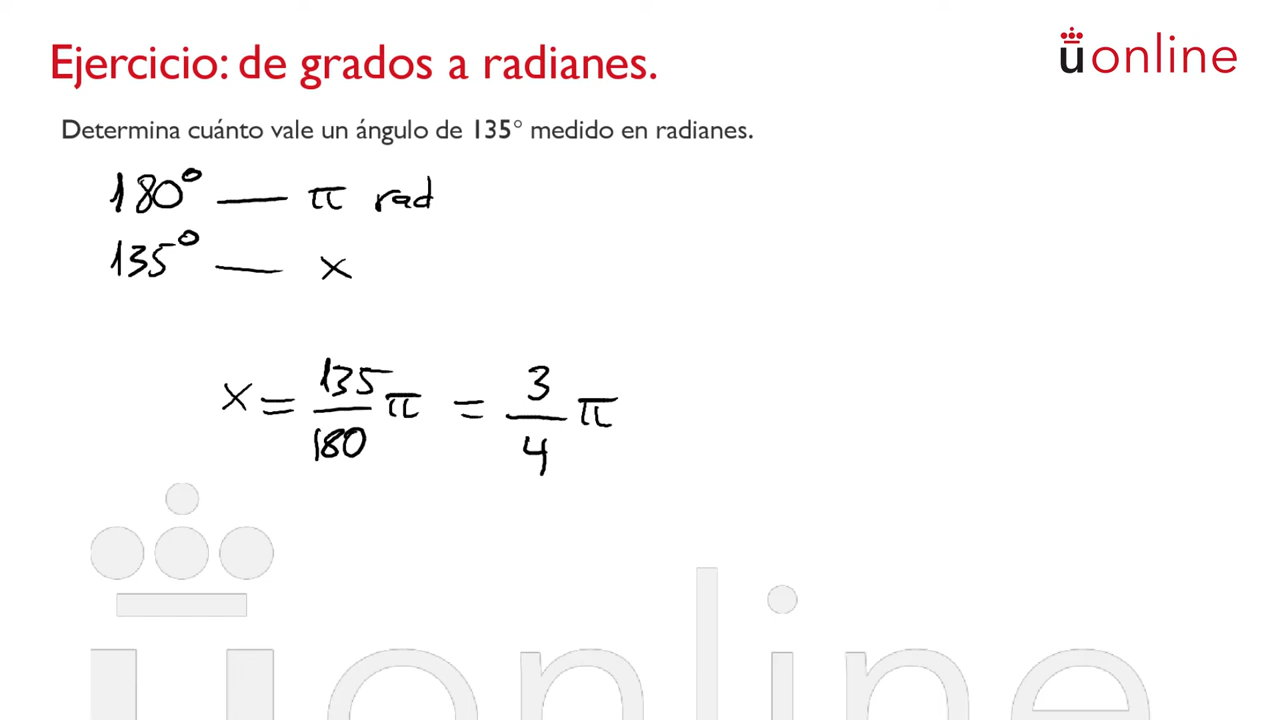 Ejercicio: de grados a radianes.
üonline
Determina cuánto vale un ángulo de 135° medido en radianes.
180° — π rad
135° — x
x = 135/180 π = 3/4 π
üonline